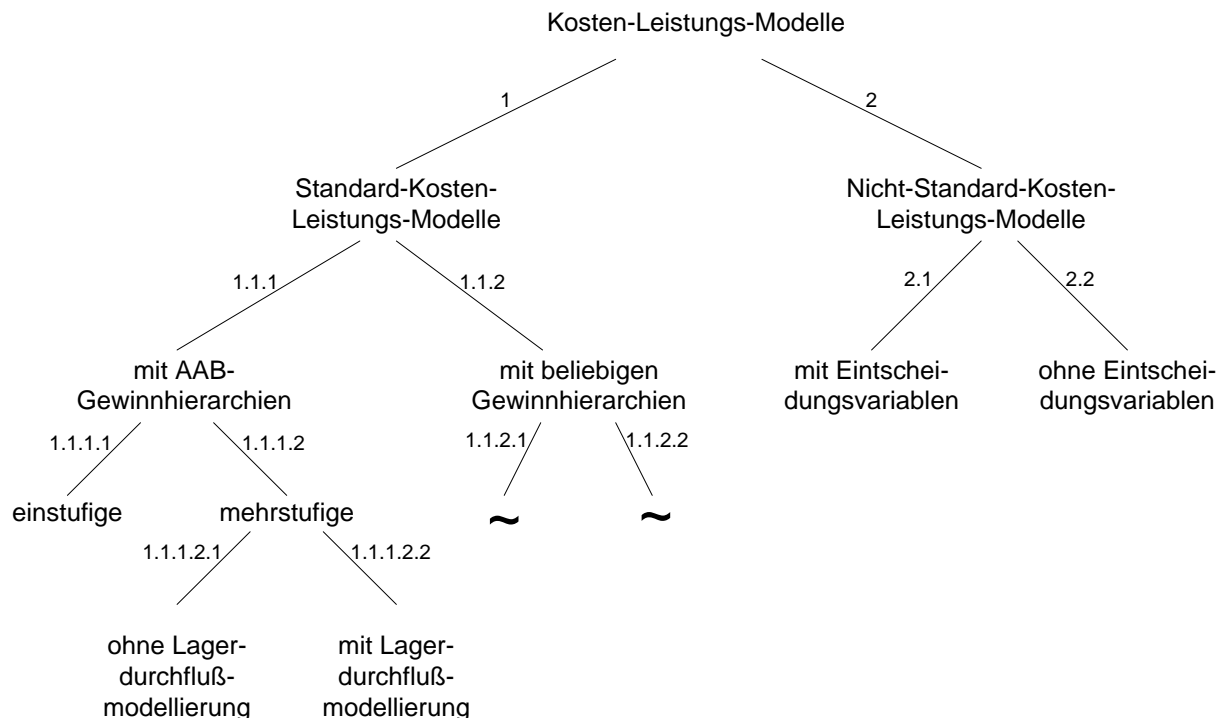 Kosten-Leistungs-Modelle
1
2
Standard-Kosten-
Leistungs-Modelle
Nicht-Standard-Kosten-
Leistungs-Modelle
1.1.1
1.1.2
2.1
2.2
mit AAB-
Gewinnhierarchien
mit beliebigen
Gewinnhierarchien
mit Eintschei-
dungsvariablen
ohne Eintschei-
dungsvariablen
1.1.1.1
1.1.1.2
1.1.2.1
1.1.2.2
einstufige
mehrstufige
~
~
1.1.1.2.1
1.1.1.2.2
ohne Lager-
durchfluß-
modellierung
mit Lager-
durchfluß-
modellierung